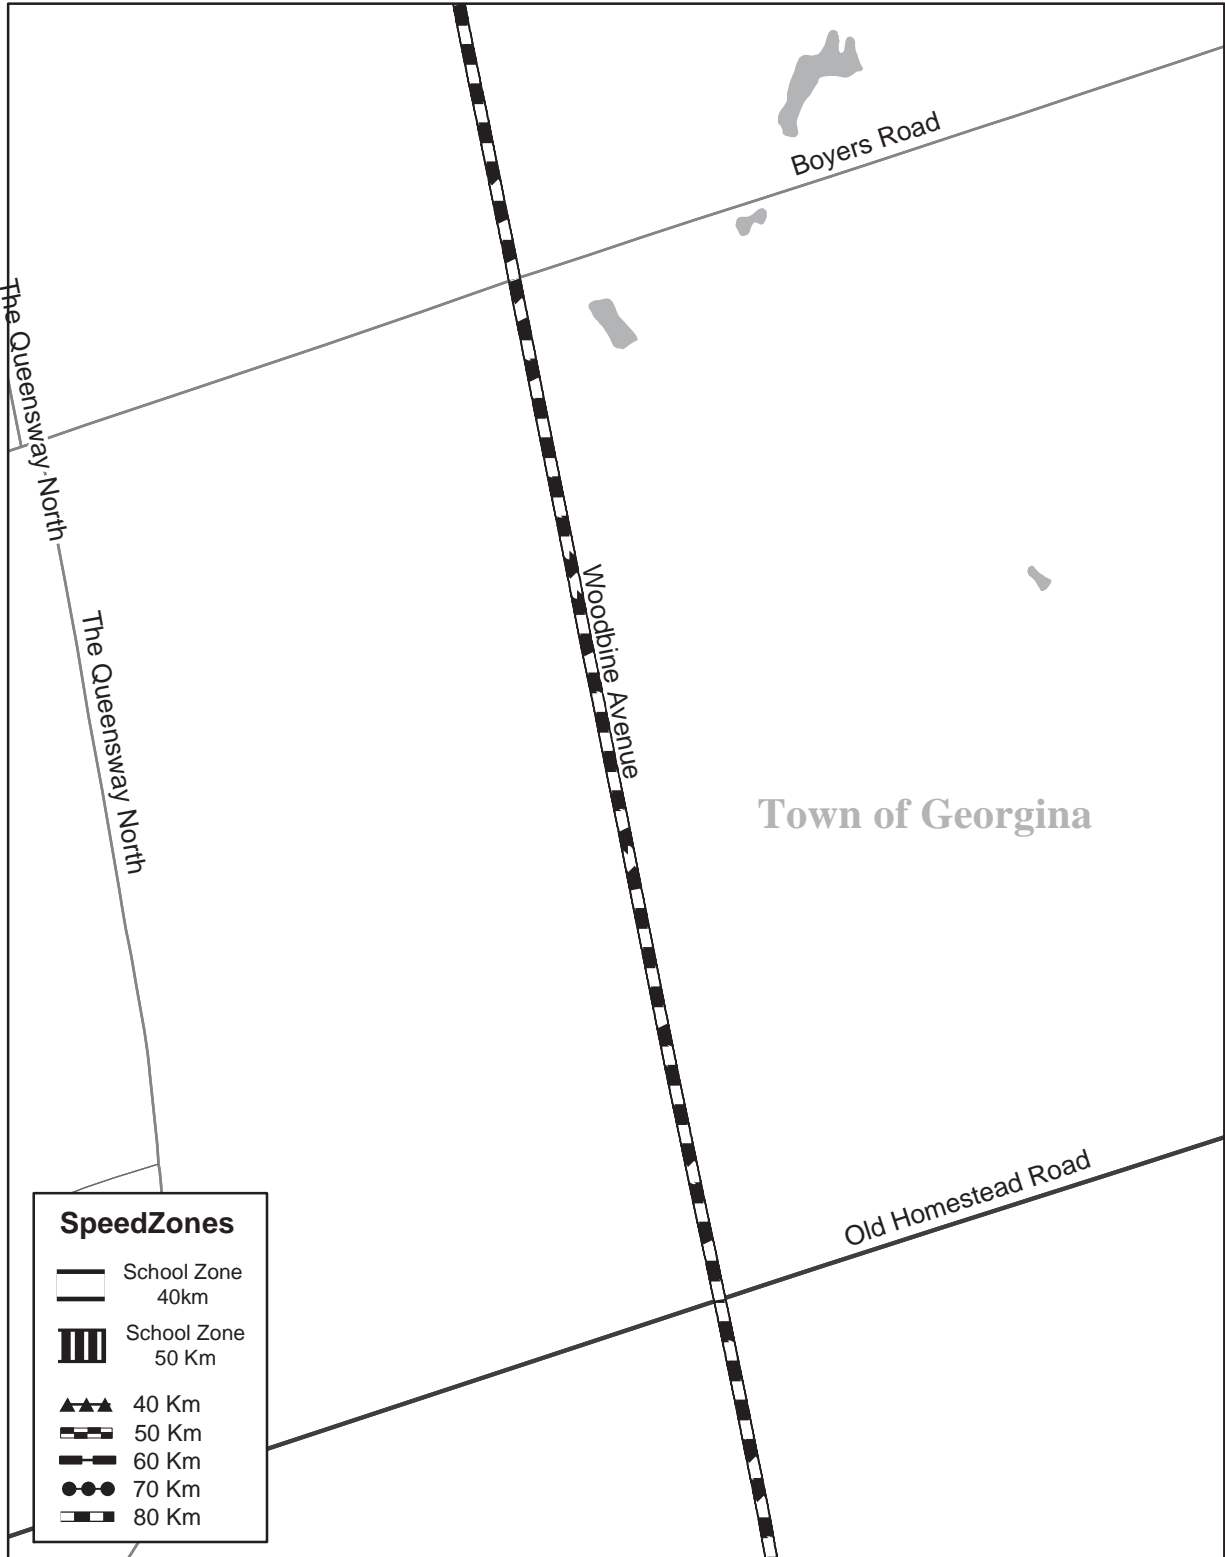 Boyers Road
The Queensway North
Woodbine Avenue
The Queensway North
Town of Georgina
Old Homestead Road
SpeedZones
School Zone
40km
School Zone
50 Km
40 Km
50 Km
60 Km
70 Km
80 Km